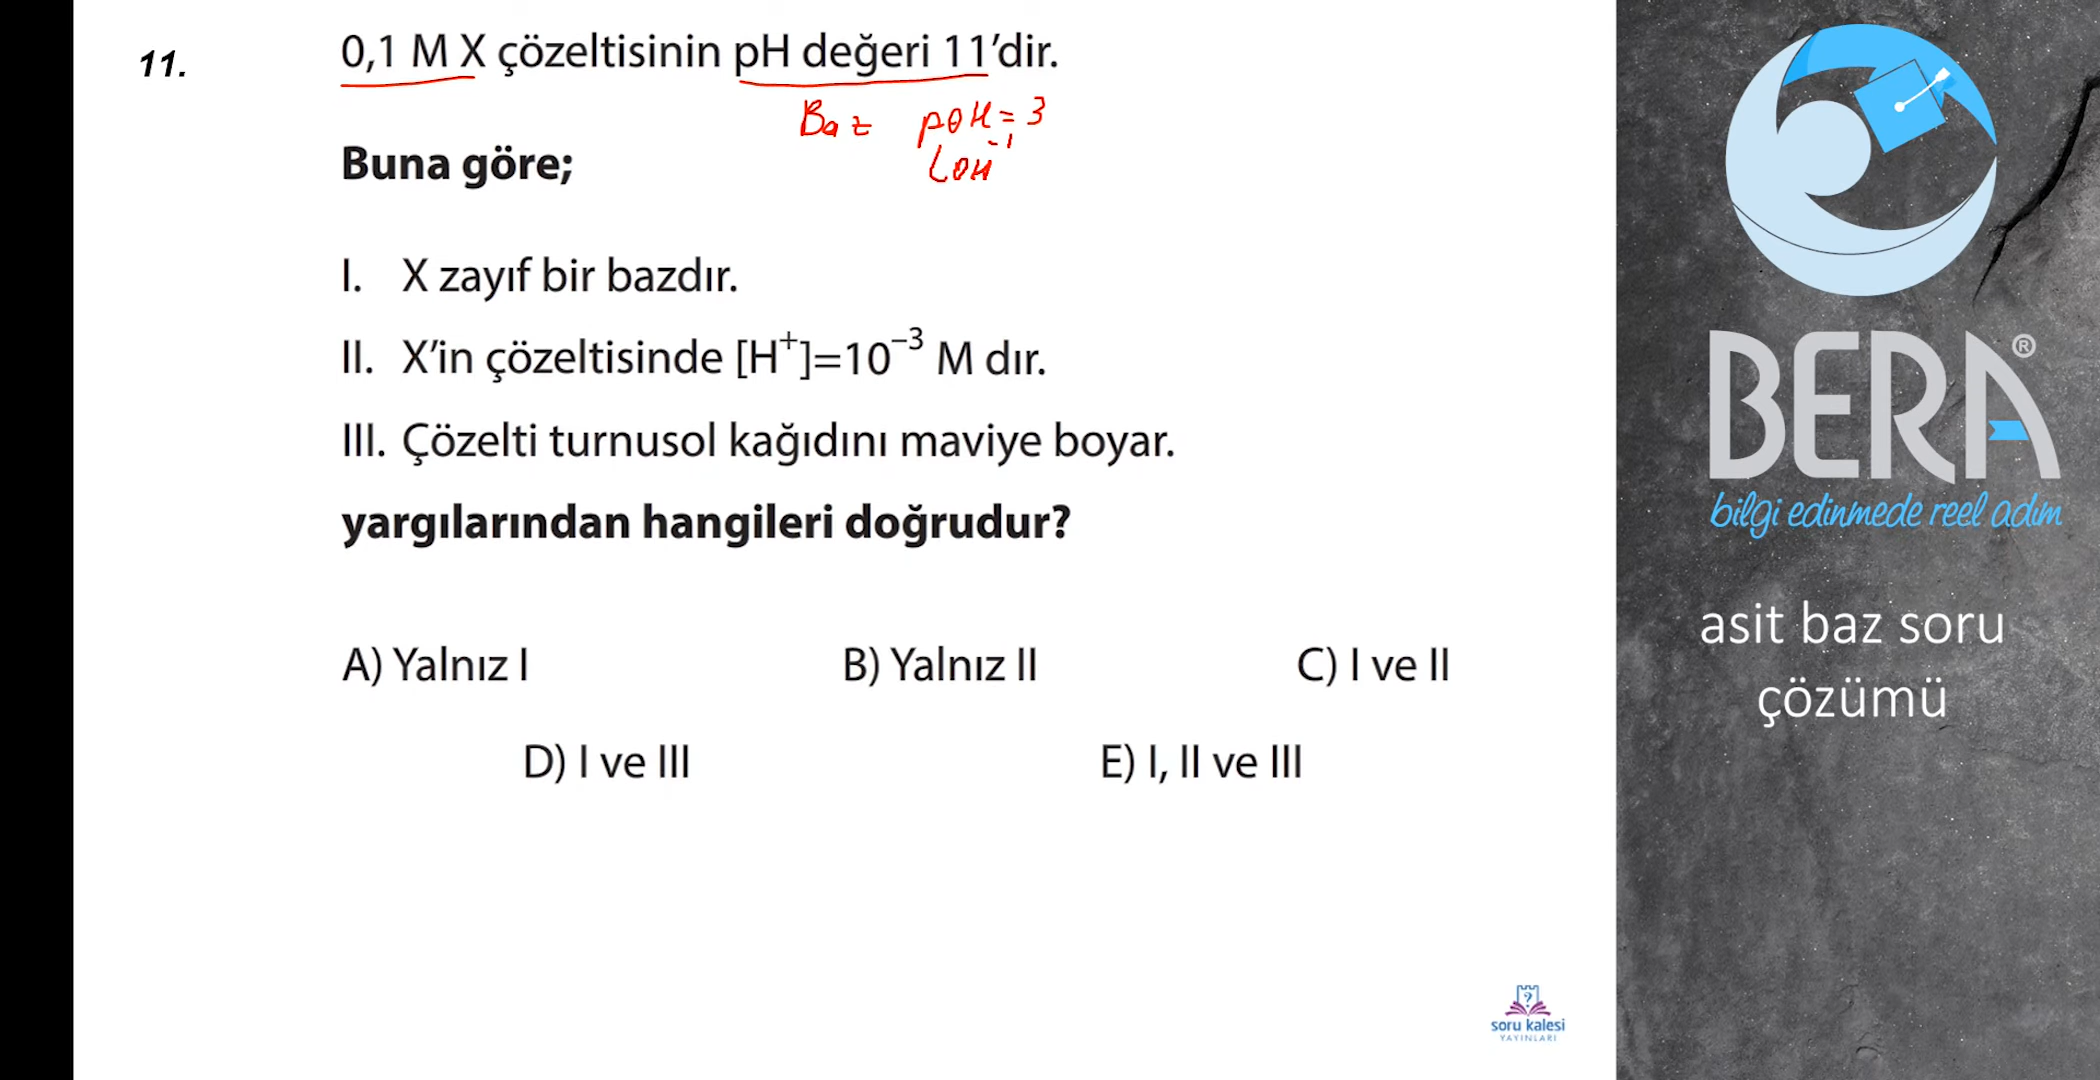 11.
0,1 M X çözeltisinin pH değeri 11'dir.
Baz pOH = 3
Buna göre;
I. X zayıf bir bazdır.
II. X'in çözeltisinde [H⁺]=10⁻³ M dır.
III. Çözelti turnusol kağıdını maviye boyar.
yargılarından hangileri doğrudur?
A) Yalnız I B) Yalnız II C) I ve II
D) I ve III E) I, II ve III
?
soru kalesi
YAYINLARI
BERA®
bilgi edinmede reel adım
asit baz soru
çözümü